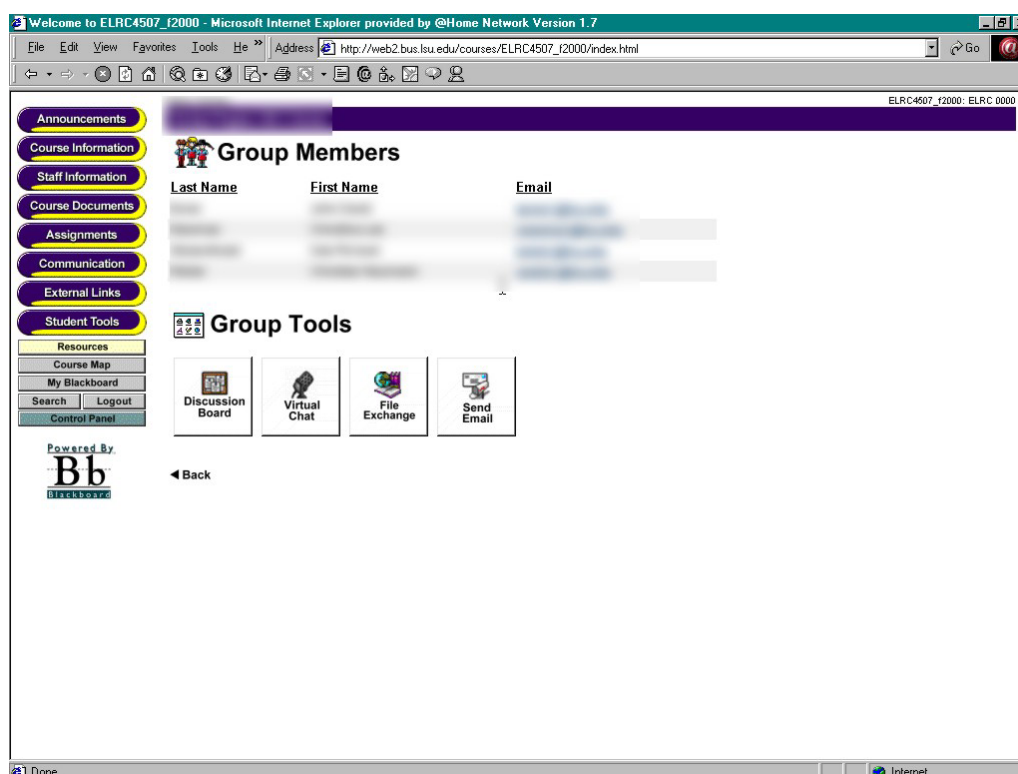 Welcome to ELRC4507_f2000 - Microsoft Internet Explorer provided by @Home Network Version 1.7
File Edit View Favorites Tools He » Address http://web2.bus.lsu.edu/courses/ELRC4507_f2000/index.html Go
ELRC4607_f2000: ELRC 0000
Announcements
Course Information
Staff Information
Course Documents
Assignments
Communication
External Links
Student Tools
Resources
Course Map
My Blackboard
Search Logout
Control Panel
Powered By
Bb
Blackboard
Group Members
Last Name First Name Email
Group Tools
Discussion Board
Virtual Chat
File Exchange
Send Email
Back
Done Internet